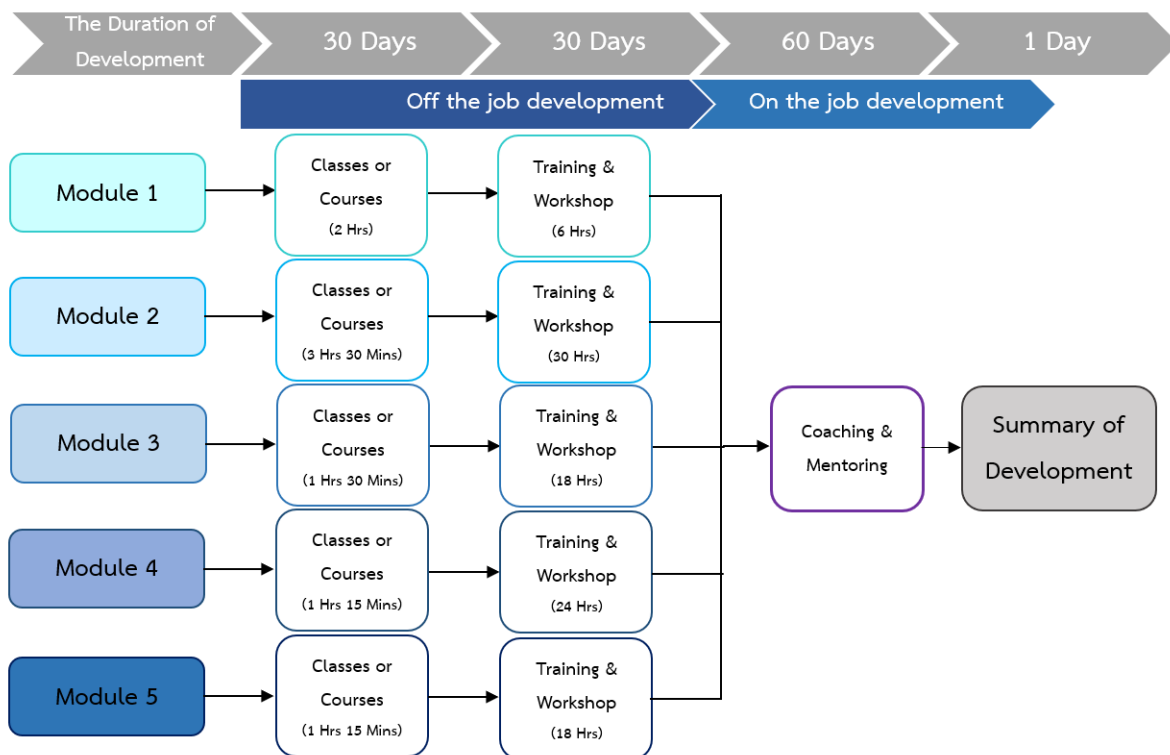 The Duration of
Development
30 Days
30 Days
60 Days
1 Day
Off the job development
On the job development
Module 1
Classes or
Courses
(2 Hrs)
Training &
Workshop
(6 Hrs)
Module 2
Classes or
Courses
(3 Hrs 30 Mins)
Training &
Workshop
(30 Hrs)
Module 3
Classes or
Courses
(1 Hrs 30 Mins)
Training &
Workshop
(18 Hrs)
Coaching &
Mentoring
Summary of
Development
Module 4
Classes or
Courses
(1 Hrs 15 Mins)
Training &
Workshop
(24 Hrs)
Module 5
Classes or
Courses
(1 Hrs 15 Mins)
Training &
Workshop
(18 Hrs)